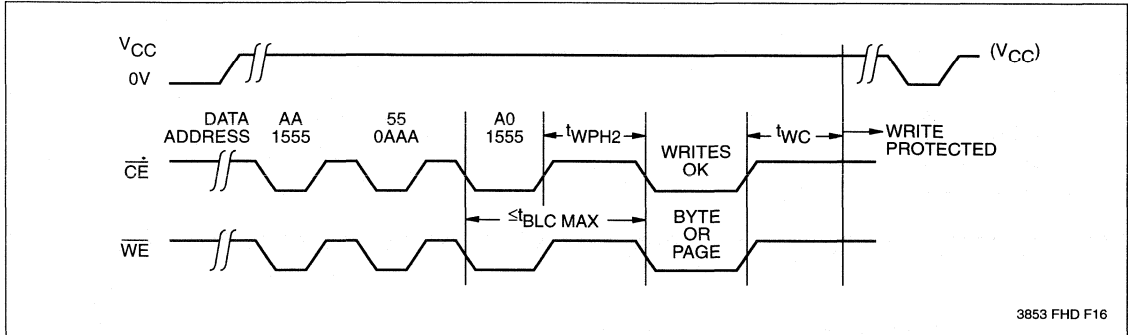 VCC
0V
(VCC)
DATA AA 55 A0
ADDRESS 1555 0AAA 1555
tWPH2
WRITES
OK
tWC
WRITE
PROTECTED
CE
≤tBLC MAX
BYTE
OR
PAGE
WE
3853 FHD F16